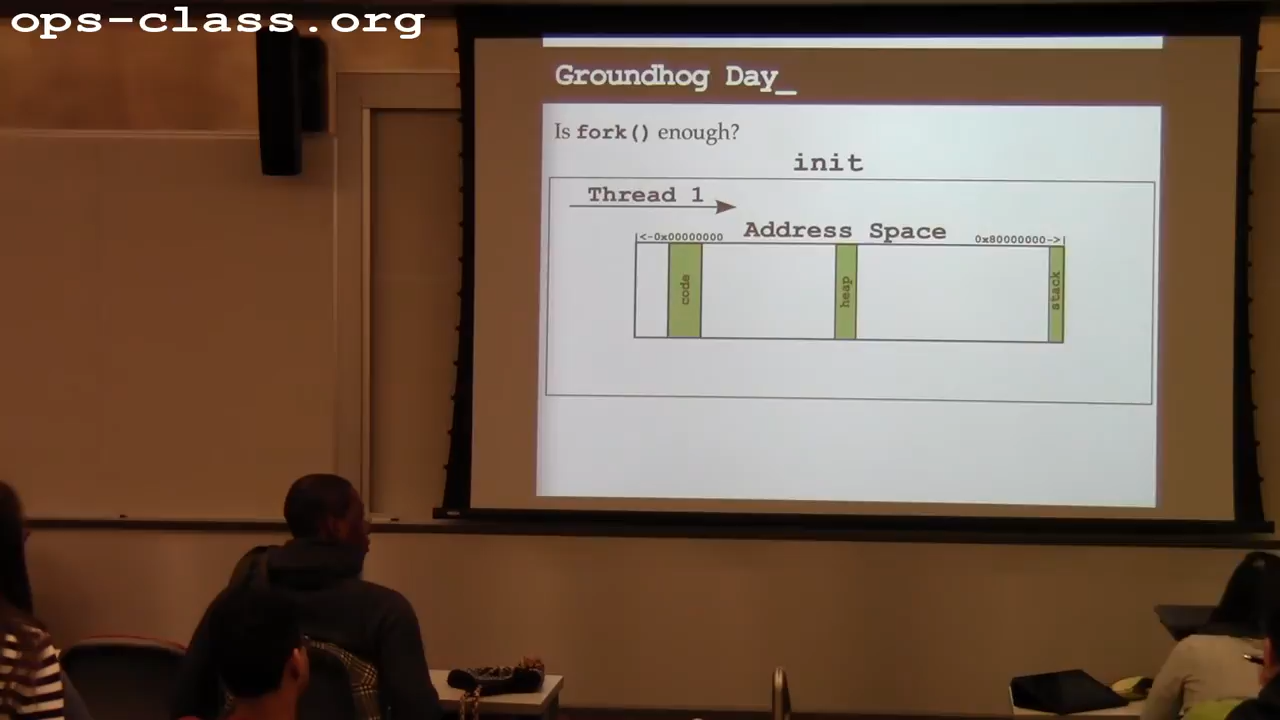 ops-class.org
Groundhog Day_
Is fork() enough?
init
Thread 1
Address Space
|<-0x00000000
0x80000000->|
code
heap
stack